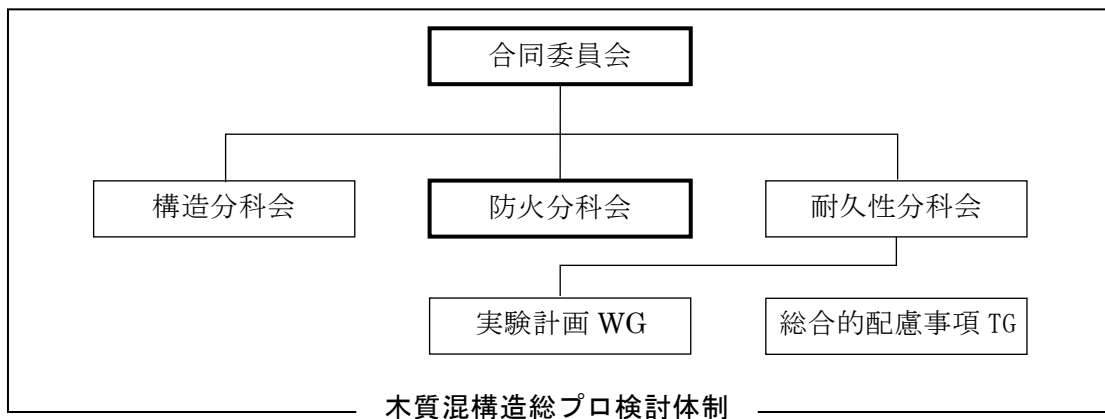 合同委員会
構造分科会
防火分科会
耐久性分科会
実験計画 WG
総合的配慮事項 TG
木質混構造総プロ検討体制